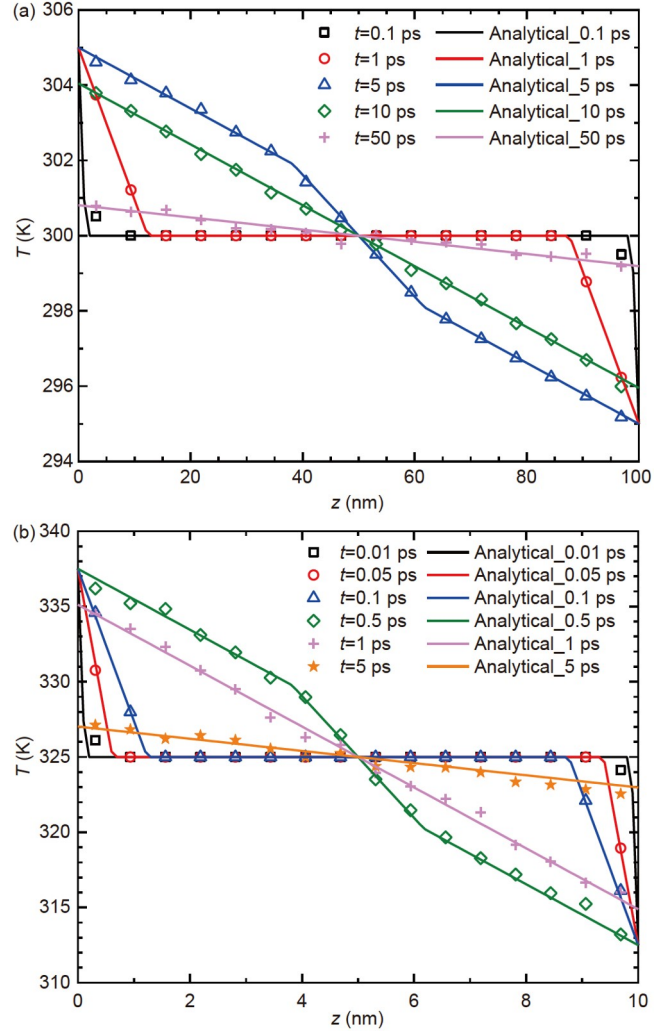 (a)
306
304
302
300
298
296
294
T (K)
t=0.1 ps Analytical_0.1 ps
t=1 ps Analytical_1 ps
t=5 ps Analytical_5 ps
t=10 ps Analytical_10 ps
t=50 ps Analytical_50 ps
0 20 40 60 80 100
z (nm)
(b)
340
335
330
325
320
315
310
T (K)
t=0.01 ps Analytical_0.01 ps
t=0.05 ps Analytical_0.05 ps
t=0.1 ps Analytical_0.1 ps
t=0.5 ps Analytical_0.5 ps
t=1 ps Analytical_1 ps
t=5 ps Analytical_5 ps
0 2 4 6 8 10
z (nm)